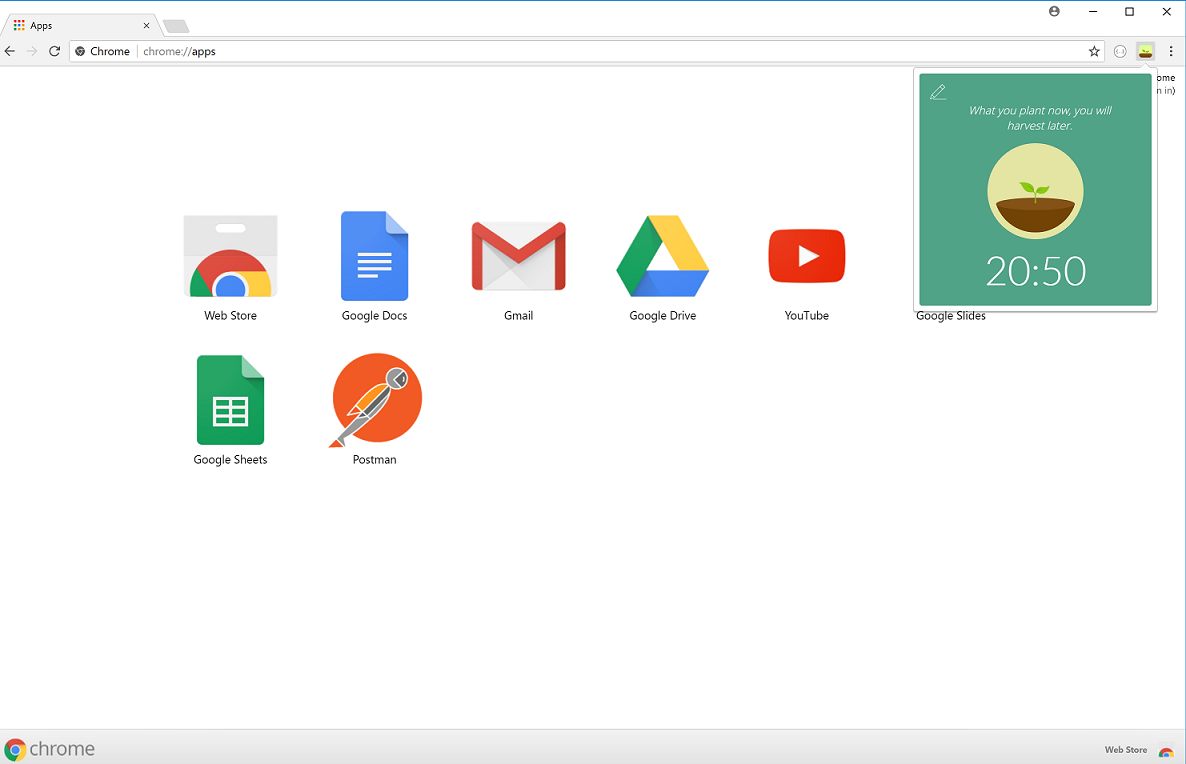 Apps
Chrome
chrome://apps
ome
n in)
What you plant now, you will
harvest later.
20:50
Web Store
Google Docs
Gmail
Google Drive
YouTube
Google Slides
Google Sheets
Postman
chrome
Web Store